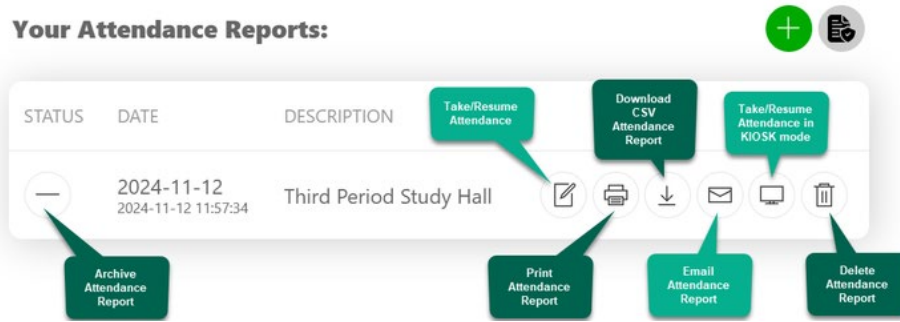 Your Attendance Reports:
STATUS DATE DESCRIPTION
Take/Resume
Attendance
Download
CSV
Attendance
Report
Take/Resume
Attendance in
KIOSK mode
2024-11-12
2024-11-12 11:57:34
Third Period Study Hall
Archive
Attendance
Report
Print
Attendance
Report
Email
Attendance
Report
Delete
Attendance
Report